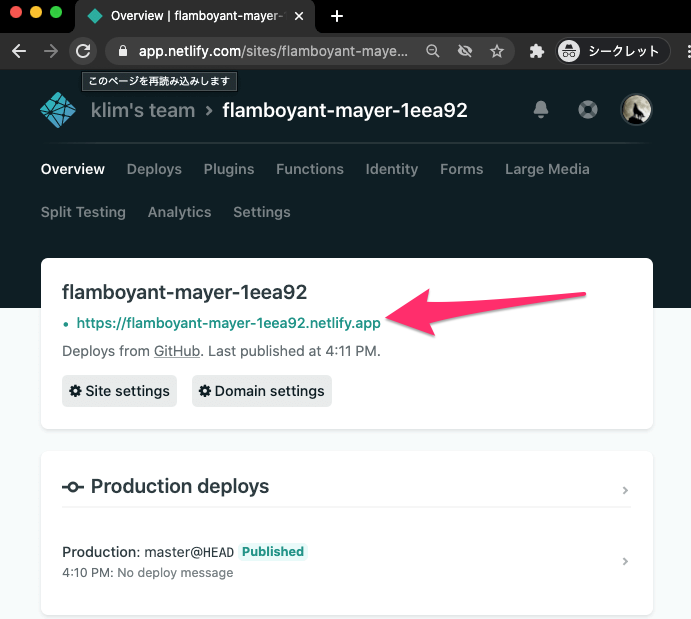 Overview | flamboyant-mayer-
app.netlify.com/sites/flamboyant-maye...
シークレット
このページを再読み込みします
klim's team › flamboyant-mayer-1eea92
Overview Deploys Plugins Functions Identity Forms Large Media
Split Testing Analytics Settings
flamboyant-mayer-1eea92
• https://flamboyant-mayer-1eea92.netlify.app
Deploys from GitHub. Last published at 4:11 PM.
Site settings Domain settings
Production deploys
Production: master@HEAD Published
4:10 PM: No deploy message